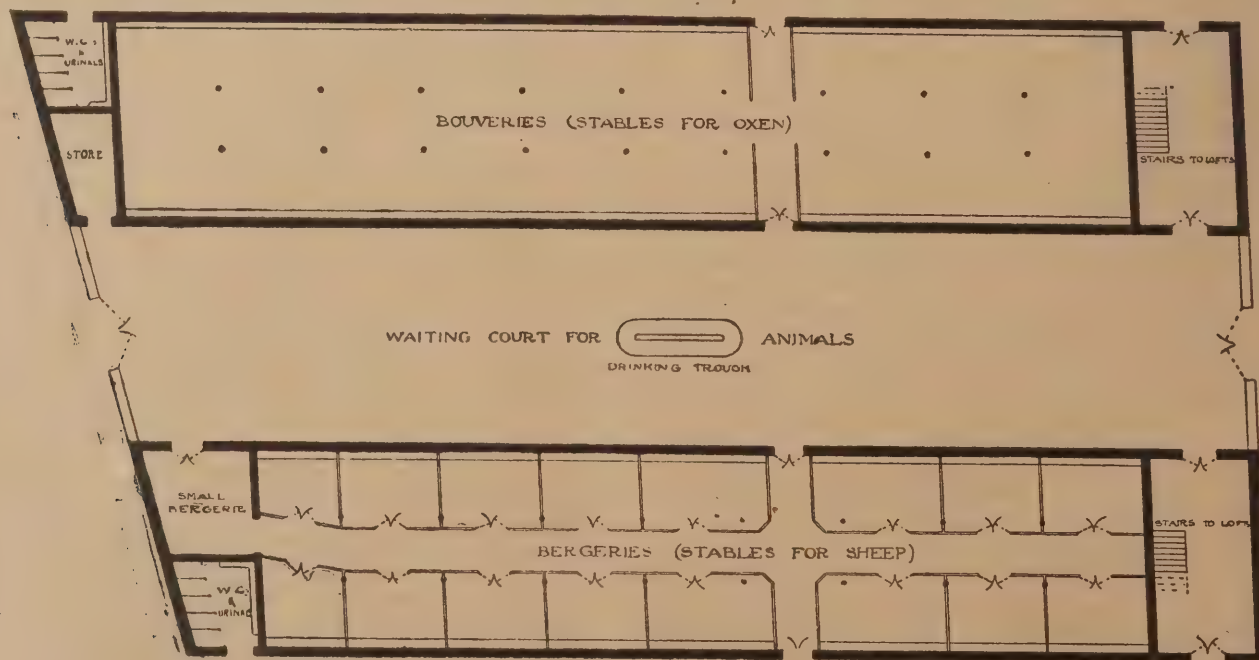 W.C.s
&
URINALS
BOUVERIES (STABLES FOR OXEN)
STORE
STAIRS TO LOFTS
WAITING COURT FOR ANIMALS
DRINKING TROUGH
SMALL
BERGERIE
STAIRS TO LOFTS
BERGERIES (STABLES FOR SHEEP)
W.C.s
&
URINALS